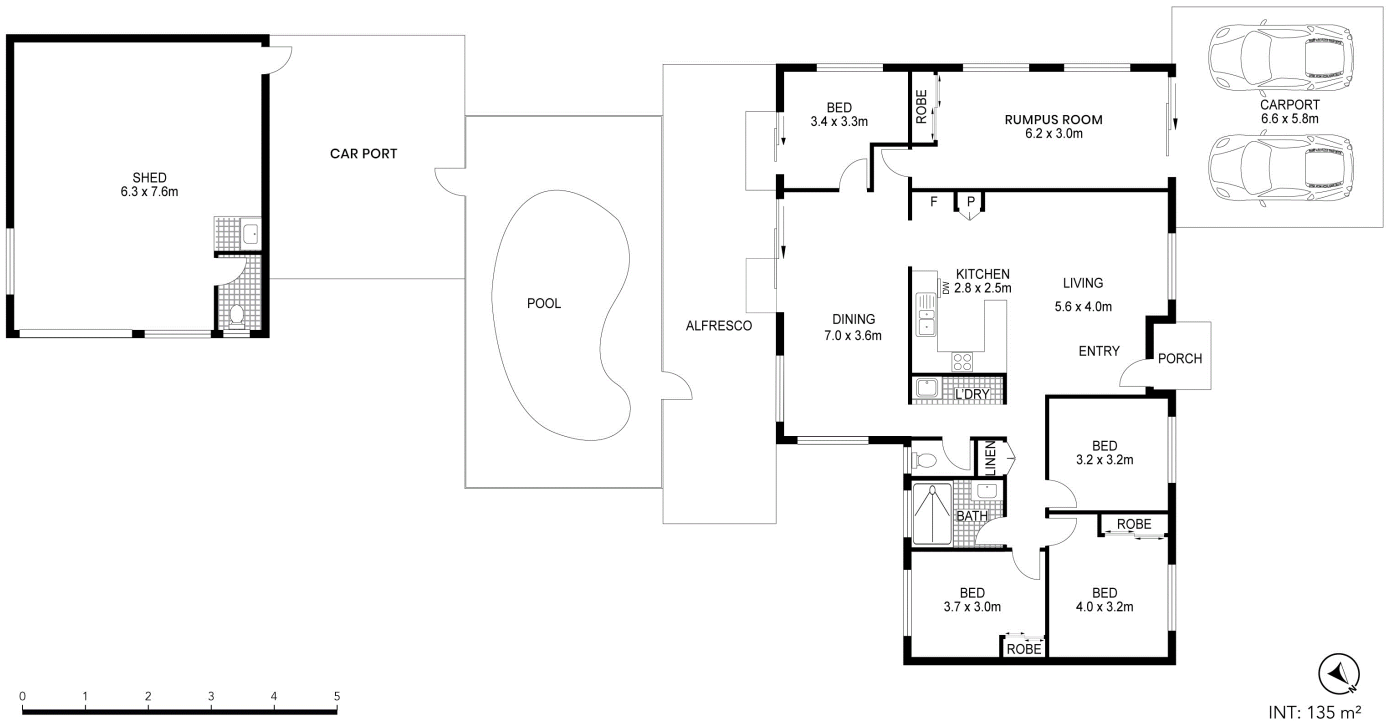 SHED
6.3 x 7.6m
CAR PORT
POOL
ALFRESCO
BED
3.4 x 3.3m
ROBE
RUMPUS ROOM
6.2 x 3.0m
CARPORT
6.6 x 5.8m
F
P
KITCHEN
2.8 x 2.5m
DW
LIVING
5.6 x 4.0m
DINING
7.0 x 3.6m
ENTRY
PORCH
L'DRY
LINEN
BED
3.2 x 3.2m
BATH
ROBE
BED
3.7 x 3.0m
BED
4.0 x 3.2m
ROBE
0 1 2 3 4 5
N
INT: 135 m²